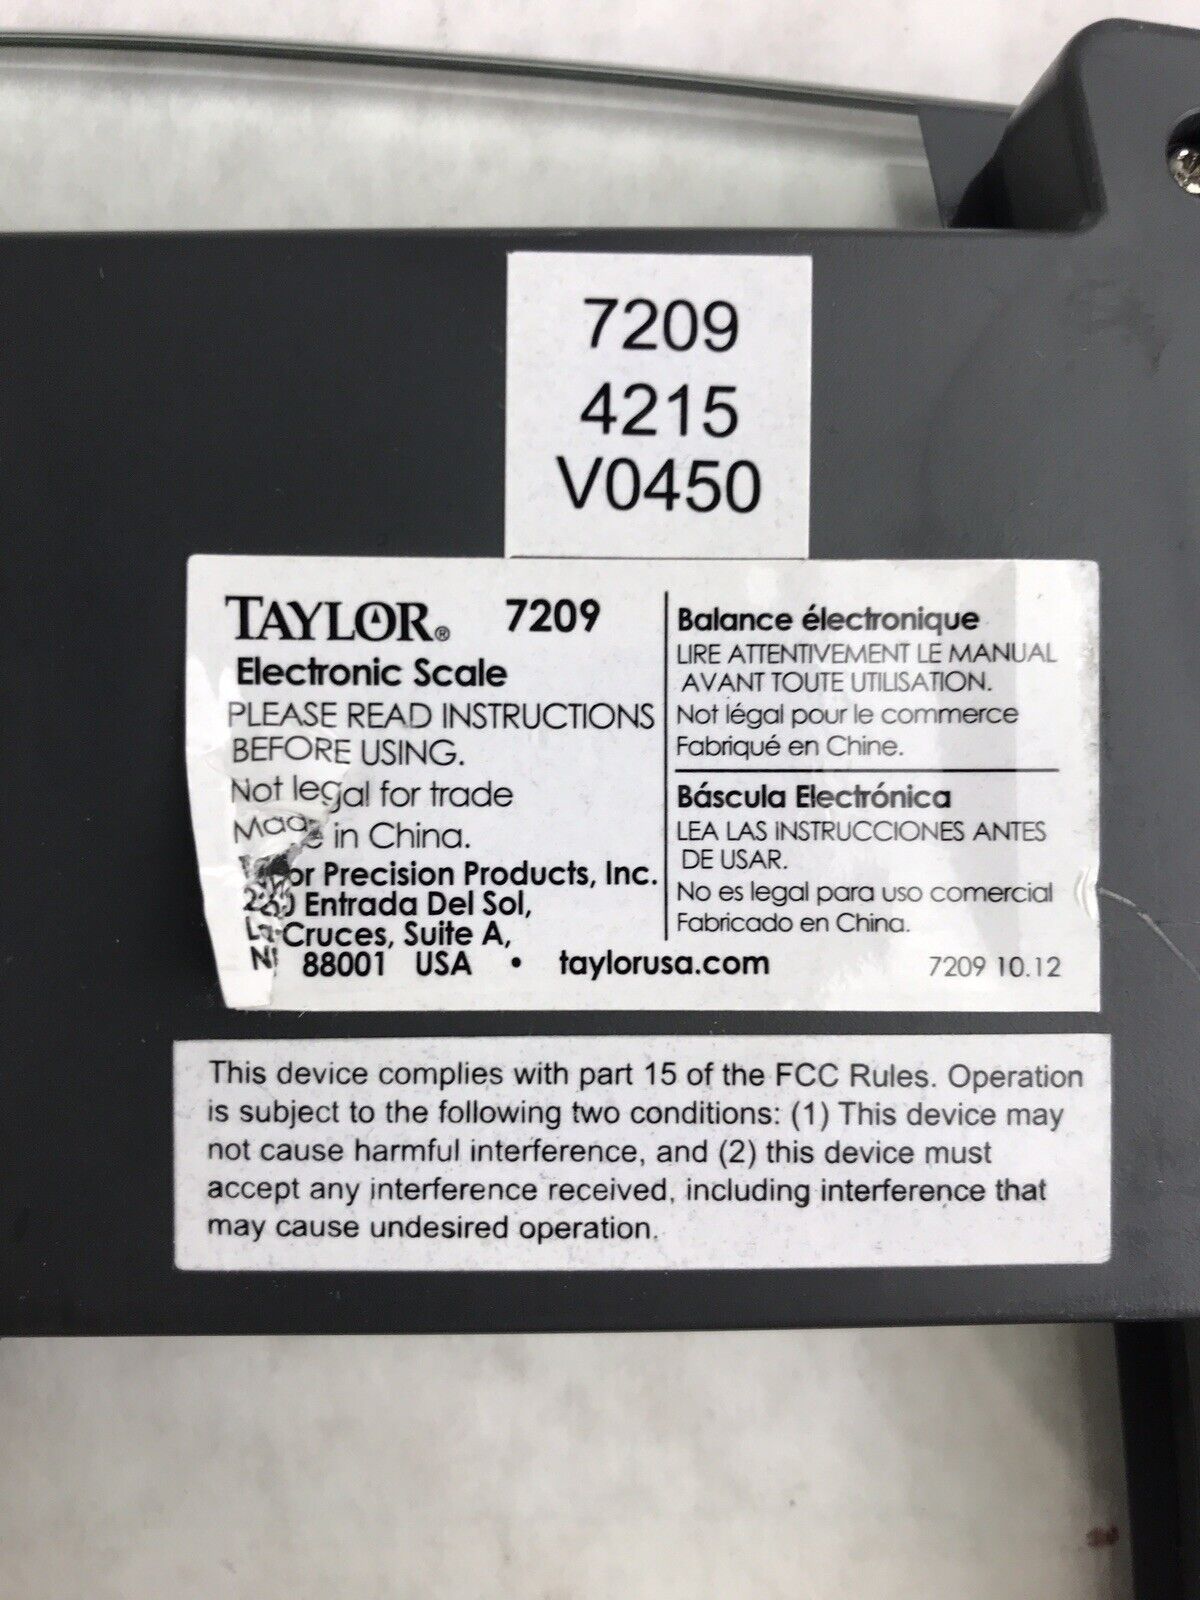 7209
4215
V0450
TAYLOR® 7209
Electronic Scale
PLEASE READ INSTRUCTIONS
BEFORE USING.
Not legal for trade
Made in China.
Precision Products, Inc.
Entrada Del Sol,
Cruces, Suite A,
88001 USA • taylorusa.com
Balance électronique
LIRE ATTENTIVEMENT LE MANUAL
AVANT TOUTE UTILISATION.
Not légal pour le commerce
Fabriqué en Chine.
Báscula Electrónica
LEA LAS INSTRUCCIONES ANTES
DE USAR.
No es legal para uso comercial
Fabricado en China.
7209 10.12
This device complies with part 15 of the FCC Rules. Operation
is subject to the following two conditions: (1) This device may
not cause harmful interference, and (2) this device must
accept any interference received, including interference that
may cause undesired operation.